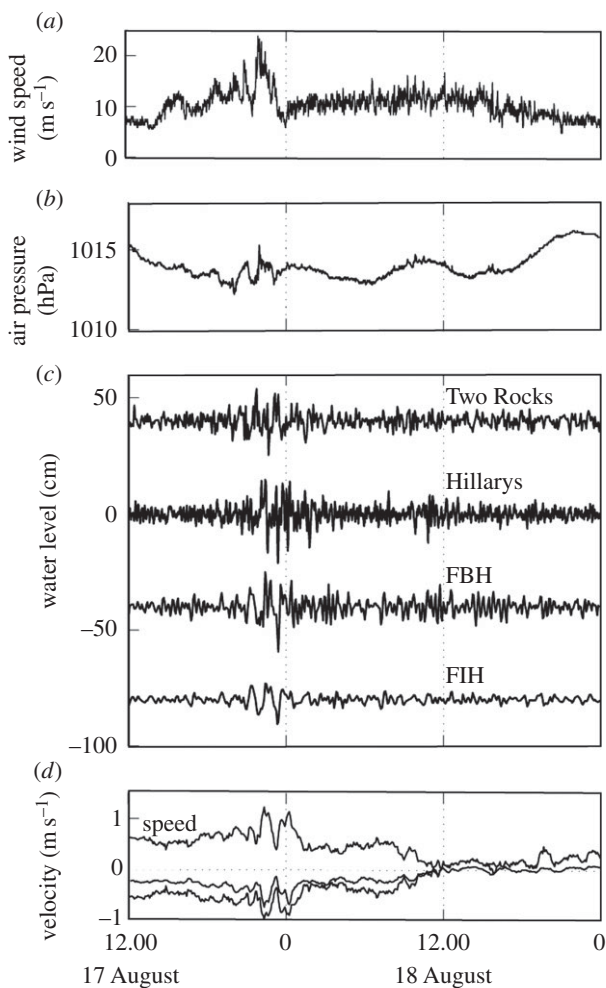 (a)
20
10
0
wind speed
(m s⁻¹)
(b)
1015
1010
air pressure
(hPa)
(c)
50
0
−50
−100
water level (cm)
Two Rocks
Hillarys
FBH
FIH
(d)
1
0
−1
velocity (m s⁻¹)
speed
12.00 0 12.00 0
17 August 18 August